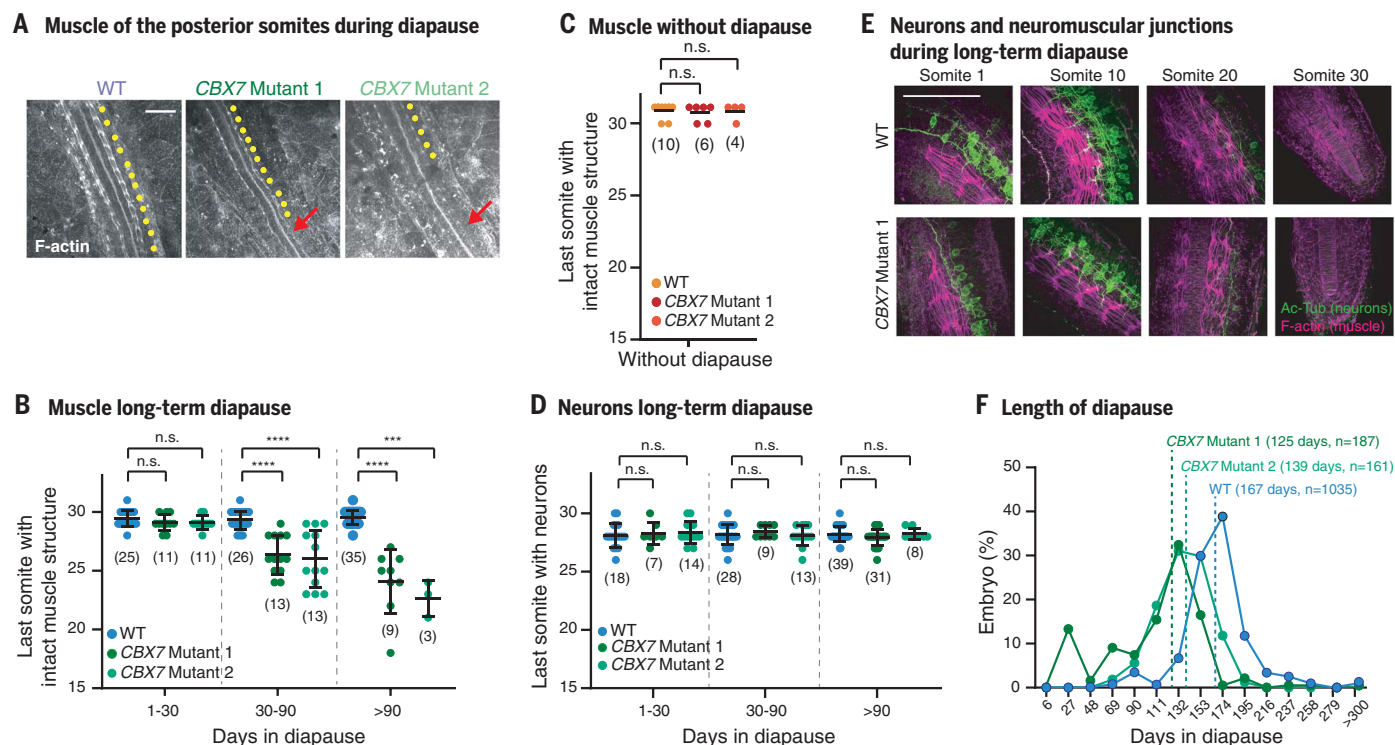 A Muscle of the posterior somites during diapause
WT
CBX7 Mutant 1
CBX7 Mutant 2
F-actin
B Muscle long-term diapause
Last somite with
intact muscle structure
30
25
20
15
n.s.
n.s.
****
****
***
****
(25)
(11)
(11)
(26)
(13)
(13)
(35)
(9)
(3)
WT
CBX7 Mutant 1
CBX7 Mutant 2
1-30
30-90
>90
Days in diapause
C Muscle without diapause
n.s.
n.s.
Last somite with
intact muscle structure
30
25
20
15
(10)
(6)
(4)
WT
CBX7 Mutant 1
CBX7 Mutant 2
Without diapause
D Neurons long-term diapause
Last somite with neurons
30
25
20
15
n.s.
n.s.
n.s.
n.s.
n.s.
n.s.
(18)
(7)
(14)
(28)
(9)
(13)
(39)
(31)
(8)
WT
CBX7 Mutant 1
CBX7 Mutant 2
1-30
30-90
>90
Days in diapause
E Neurons and neuromuscular junctions
during long-term diapause
Somite 1
Somite 10
Somite 20
Somite 30
WT
CBX7 Mutant 1
Ac-Tub (neurons)
F-actin (muscle)
F Length of diapause
CBX7 Mutant 1 (125 days, n=187)
CBX7 Mutant 2 (139 days, n=161)
WT (167 days, n=1035)
Embryo (%)
50
40
30
20
10
0
6
27
48
69
90
111
132
153
174
195
216
237
258
279
>300
Days in diapause